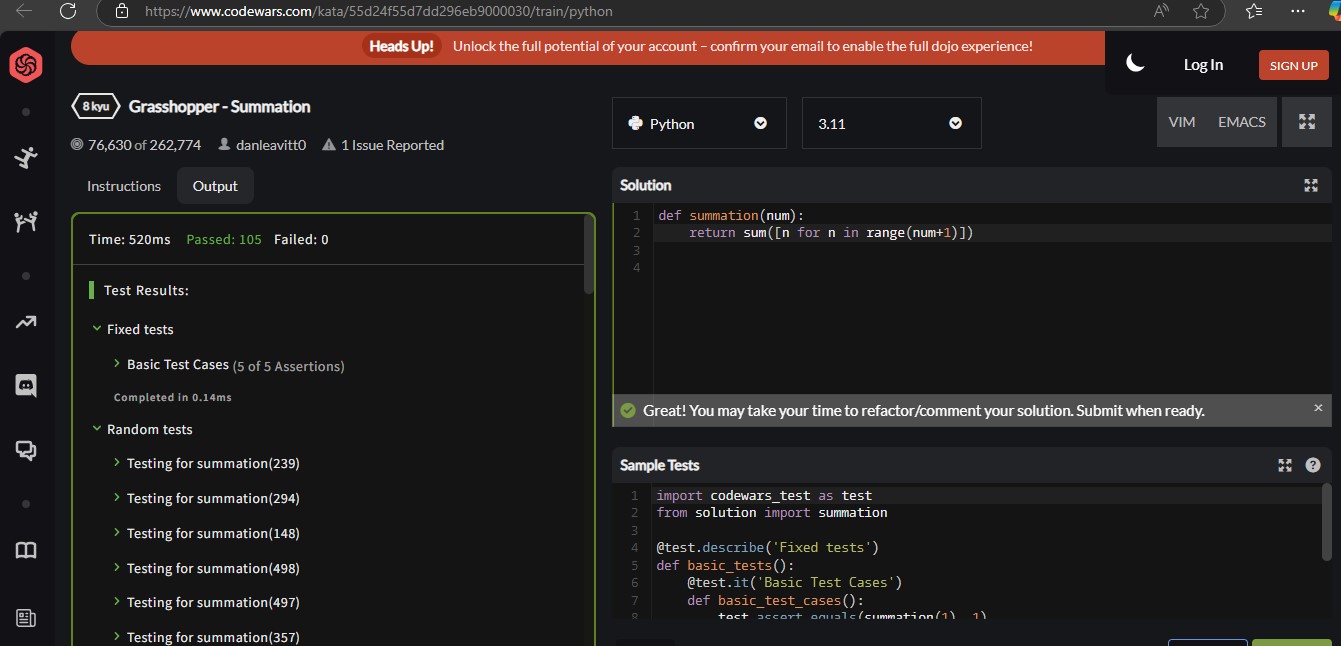 https://www.codewars.com/kata/55d24f55d7dd296eb9000030/train/python
Heads Up! Unlock the full potential of your account – confirm your email to enable the full dojo experience!
Log In
SIGN UP
8 kyu Grasshopper - Summation
76,630 of 262,774 danleavitt0 1 Issue Reported
Python
3.11
VIM EMACS
Instructions Output
Time: 520ms Passed: 105 Failed: 0
Test Results:
Fixed tests
Basic Test Cases (5 of 5 Assertions)
Completed in 0.14ms
Random tests
Testing for summation(239)
Testing for summation(294)
Testing for summation(148)
Testing for summation(498)
Testing for summation(497)
Testing for summation(357)
Solution
1 def summation(num):
2 return sum([n for n in range(num+1)])
3
4
Great! You may take your time to refactor/comment your solution. Submit when ready.
Sample Tests
1 import codewars_test as test
2 from solution import summation
3
4 @test.describe('Fixed tests')
5 def basic_tests():
6 @test.it('Basic Test Cases')
7 def basic_test_cases():
8 test.assert_equals(summation(1), 1)